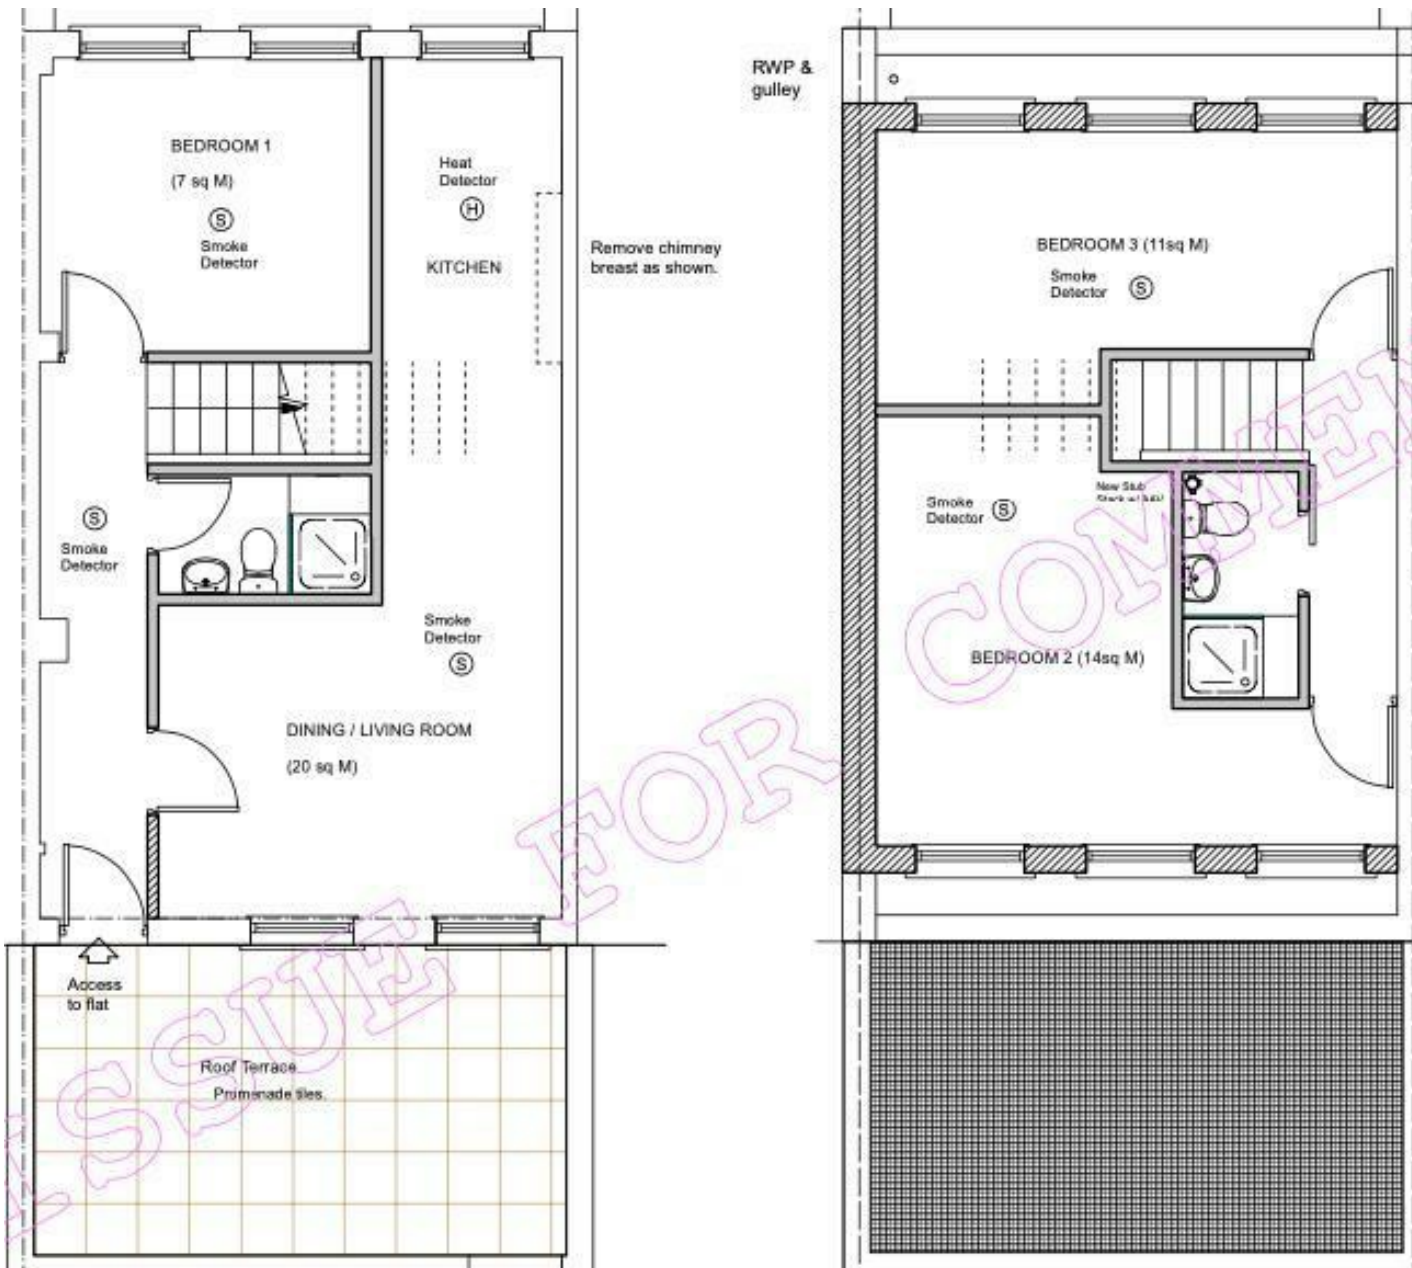 BEDROOM 1
(7 sq M)
S
Smoke
Detector
Heat
Detector
H
KITCHEN
Remove chimney
breast as shown.
S
Smoke
Detector
Smoke
Detector
S
DINING / LIVING ROOM
(20 sq M)
Access
to flat
Roof Terrace
Promenade tiles.
RWP &
gulley
BEDROOM 3 (11sq M)
Smoke
Detector S
New Stub
Smoke
Detector S
BEDROOM 2 (14sq M)
ISSUE FOR